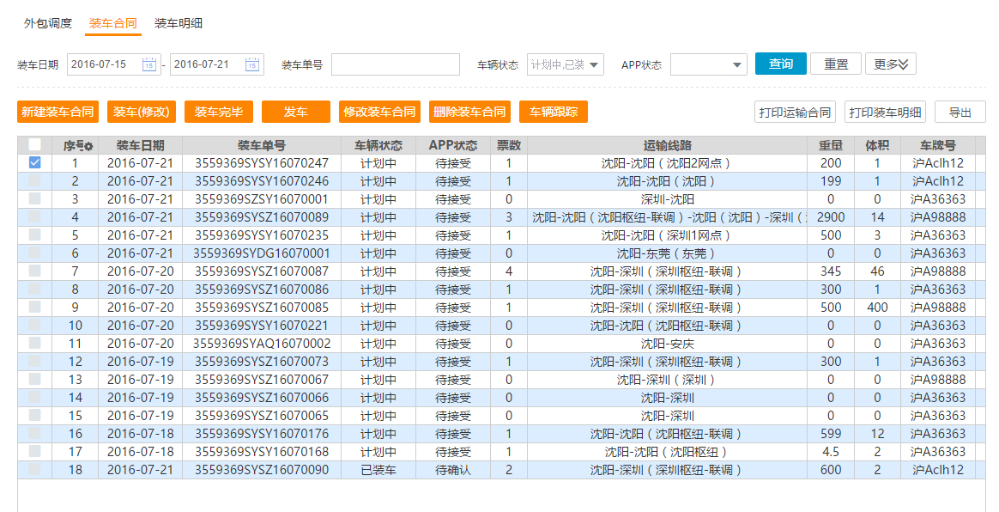 外包调度 装车合同 装车明细
装车日期 2016-07-15 15 - 2016-07-21 15 装车单号 车辆状态 计划中,已装 APP状态 查询 重置 更多
新建装车合同 装车(修改) 装车完毕 发车 修改装车合同 删除装车合同 车辆跟踪 打印运输合同 打印装车明细 导出
序号 装车日期 装车单号 车辆状态 APP状态 票数 运输线路 重量 体积 车牌号
1 2016-07-21 3559369SYSY16070247 计划中 待接受 1 沈阳-沈阳（沈阳2网点） 200 1 沪Aclh12
2 2016-07-21 3559369SYSY16070246 计划中 待接受 1 沈阳-沈阳（沈阳） 199 1 沪Aclh12
3 2016-07-21 3559369SZSY16070001 计划中 待接受 0 深圳-沈阳 0 0 沪A36363
4 2016-07-21 3559369SYSZ16070089 计划中 待接受 3 沈阳-沈阳（沈阳枢纽-联调）-沈阳（沈阳）-深圳（ 2900 14 沪A98888
5 2016-07-21 3559369SYSY16070235 计划中 待接受 1 沈阳-沈阳（深圳1网点） 500 3 沪A36363
6 2016-07-21 3559369SYDG16070001 计划中 待接受 0 沈阳-东莞（东莞） 0 0 沪A36363
7 2016-07-20 3559369SYSZ16070087 计划中 待接受 4 沈阳-深圳（深圳枢纽-联调） 345 46 沪A98888
8 2016-07-20 3559369SYSZ16070086 计划中 待接受 1 沈阳-深圳（深圳枢纽-联调） 300 1 沪A36363
9 2016-07-20 3559369SYSZ16070085 计划中 待接受 1 沈阳-深圳（深圳枢纽-联调） 500 400 沪A98888
10 2016-07-20 3559369SYSY16070221 计划中 待接受 0 沈阳-沈阳（沈阳枢纽-联调） 0 0 沪A36363
11 2016-07-20 3559369SYAQ16070002 计划中 待接受 0 沈阳-安庆 0 0 沪A36363
12 2016-07-19 3559369SYSZ16070073 计划中 待接受 1 沈阳-深圳（深圳枢纽-联调） 300 1 沪A36363
13 2016-07-19 3559369SYSZ16070067 计划中 待接受 0 沈阳-深圳（深圳） 0 0 沪A98888
14 2016-07-19 3559369SYSZ16070066 计划中 待接受 0 沈阳-深圳 0 0 沪A36363
15 2016-07-19 3559369SYSZ16070065 计划中 待接受 0 沈阳-深圳 0 0 沪A36363
16 2016-07-18 3559369SYSY16070176 计划中 待接受 1 沈阳-沈阳（沈阳枢纽-联调） 599 12 沪A36363
17 2016-07-18 3559369SYSY16070168 计划中 待接受 1 沈阳-沈阳（沈阳枢纽） 4.5 2 沪A36363
18 2016-07-21 3559369SYSZ16070090 已装车 待确认 2 沈阳-深圳（深圳枢纽-联调） 600 2 沪Aclh12